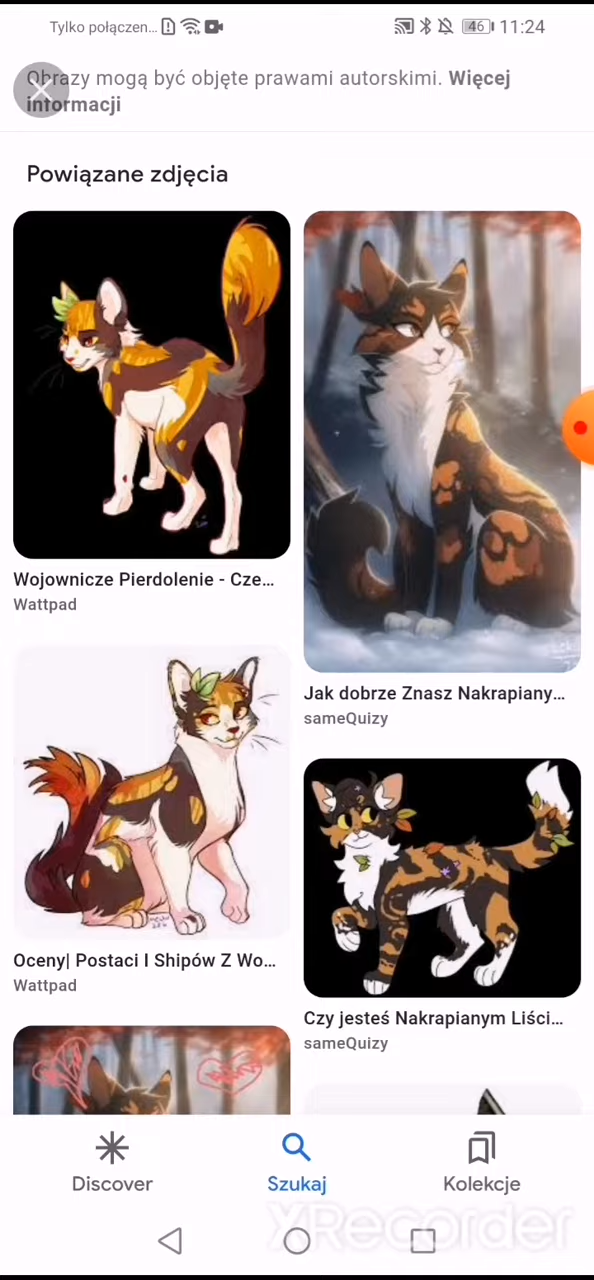 Tylko połączen...
46 11:24
Obrazy mogą być objęte prawami autorskimi. Więcej
informacji
Powiązane zdjęcia
Wojownicze Pierdolenie - Cze...
Wattpad
Jak dobrze Znasz Nakrapiany...
sameQuizy
Oceny| Postaci I Shipów Z Wo...
Wattpad
Czy jesteś Nakrapianym Liści...
sameQuizy
Discover
Szukaj
Kolekcje
XRecorder